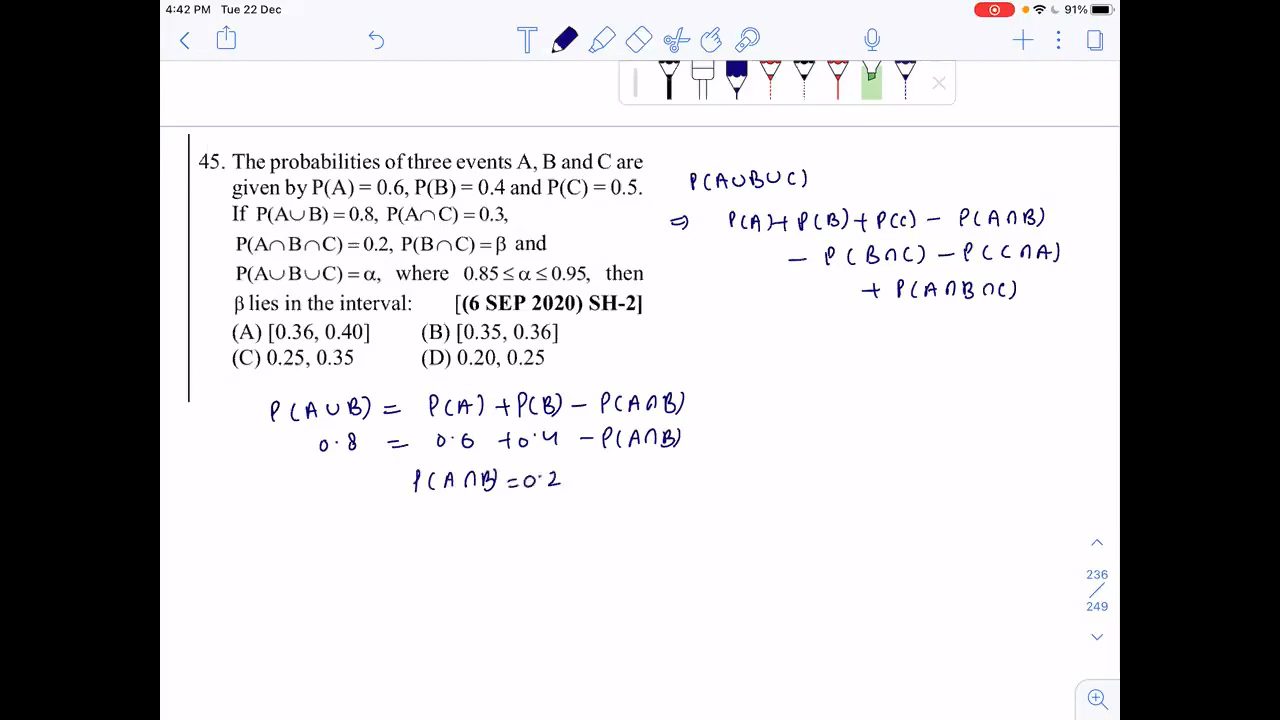 4:42 PM Tue 22 Dec
91%
T
45. The probabilities of three events A, B and C are
given by P(A) = 0.6, P(B) = 0.4 and P(C) = 0.5.
If P(A∪B) = 0.8, P(A∩C) = 0.3,
P(A∩B∩C) = 0.2, P(B∩C) = β and
P(A∪B∪C) = α, where 0.85 ≤ α ≤ 0.95, then
β lies in the interval: [(6 SEP 2020) SH-2]
(A) [0.36, 0.40] (B) [0.35, 0.36]
(C) 0.25, 0.35 (D) 0.20, 0.25
P(A∪B∪C)
⇒ P(A)+P(B)+P(C) − P(A∩B)
− P(B∩C) − P(C∩A)
+ P(A∩B∩C)
P(A∪B) = P(A) + P(B) − P(A∩B)
0.8 = 0.6 + 0.4 − P(A∩B)
P(A∩B) = 0.2
236
/
249